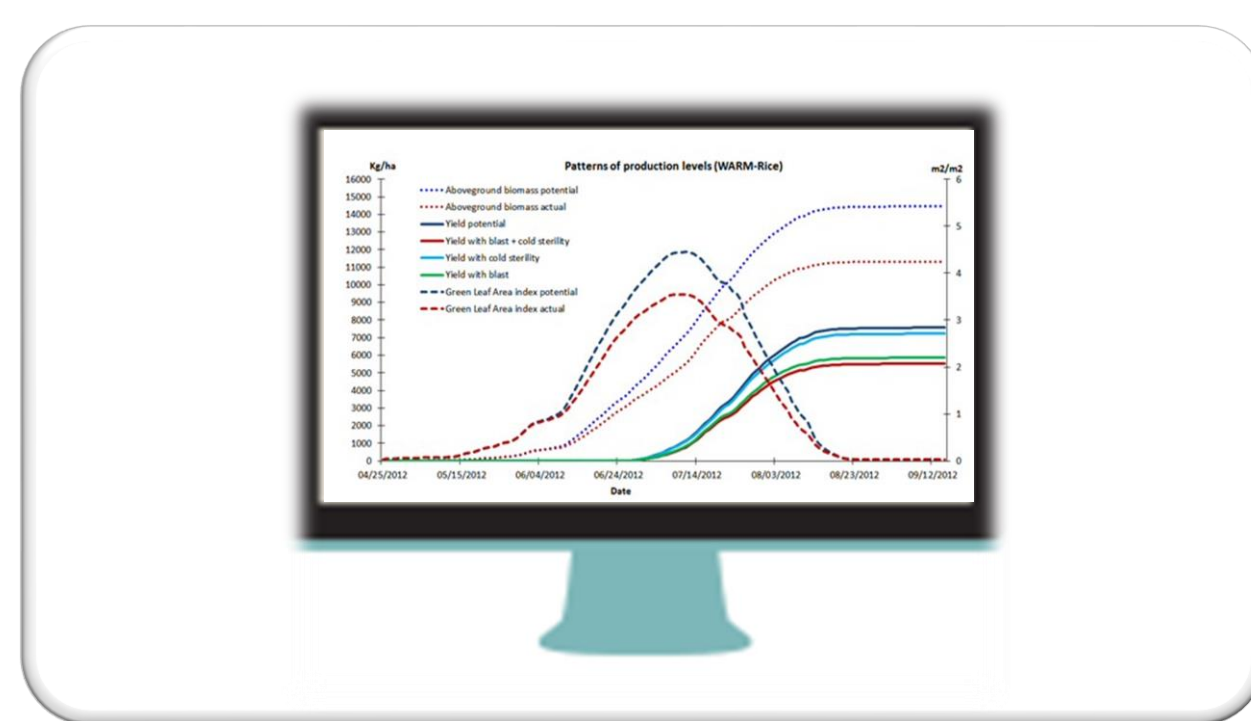 Kg/ha
Patterns of production levels (WARM-Rice)
m2/m2
16000
15000
14000
13000
12000
11000
10000
9000
8000
7000
6000
5000
4000
3000
2000
1000
0
Aboveground biomass potential
Aboveground biomass actual
Yield potential
Yield with blast + cold sterility
Yield with cold sterility
Yield with blast
Green Leaf Area index potential
Green Leaf Area index actual
6
5
4
3
2
1
0
04/25/2012 05/15/2012 06/04/2012 06/24/2012 07/14/2012 08/03/2012 08/23/2012 09/12/2012
Date